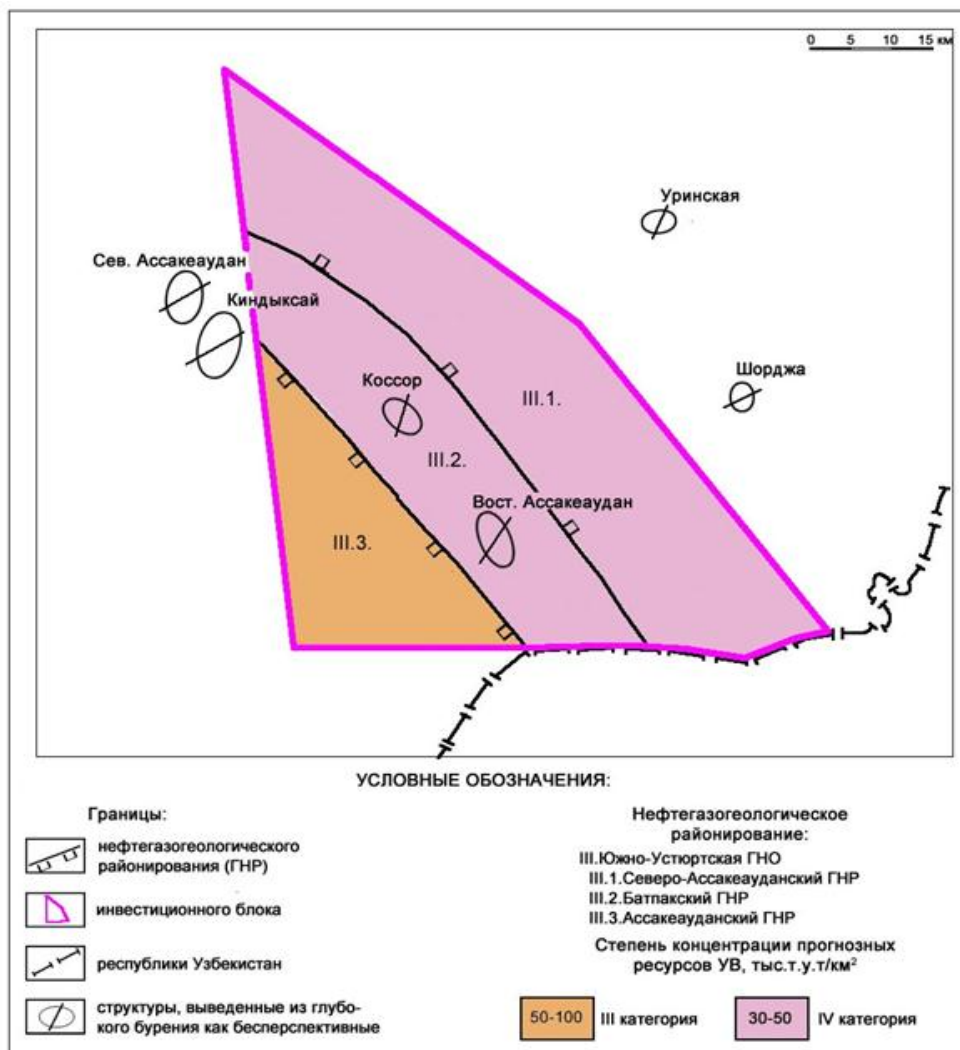 0 5 10 15 км
Уринская
Сев. Ассакеаудан
Киндыксай
Шорджа
Коссор
III.1.
III.2.
Вост. Ассакеаудан
III.3.
УСЛОВНЫЕ ОБОЗНАЧЕНИЯ:
Границы:
нефтегазогеологического
районирования (ГНР)
инвестиционного блока
республики Узбекистан
структуры, выведенные из глубо-
кого бурения как бесперспективные
Нефтегазогеологическое
районирование:
III.Южно-Устюртская ГНО
III.1.Северо-Ассакеауданский ГНР
III.2.Батпакский ГНР
III.3.Ассакеауданский ГНР
Степень концентрации прогнозных
ресурсов УВ, тыс.т.у.т/км²
50-100 III категория
30-50 IV категория